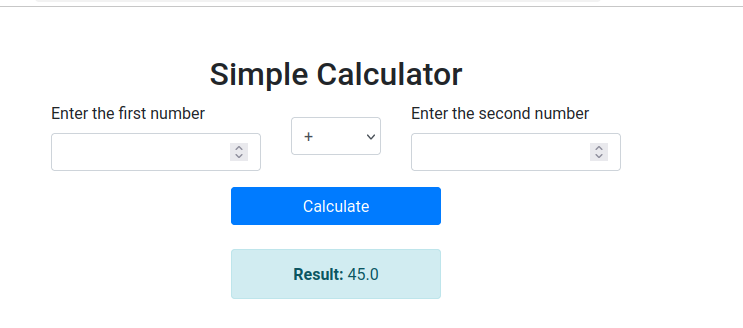 Simple Calculator
Enter the first number
+
Enter the second number
Calculate
Result: 45.0